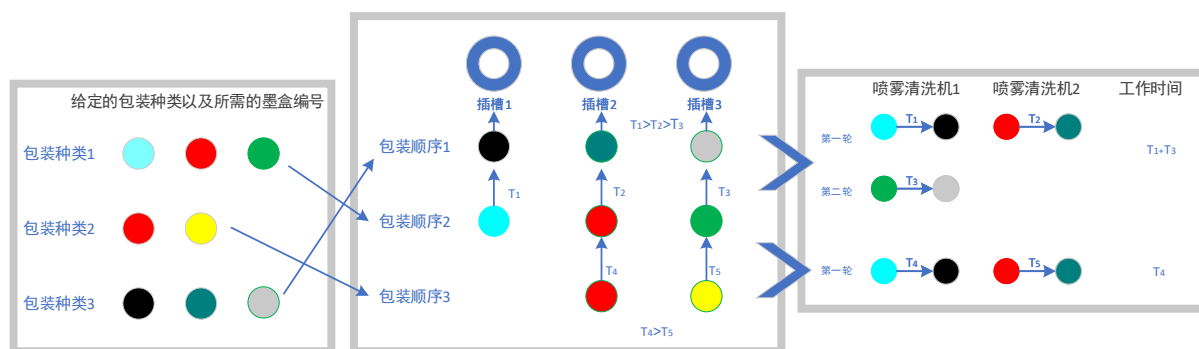 给定的包装种类以及所需的墨盒编号
包装种类1
包装种类2
包装种类3
插槽1
插槽2
插槽3
T1>T2>T3
包装顺序1
T1
T2
T3
包装顺序2
T4
T5
包装顺序3
T4>T5
喷雾清洗机1
喷雾清洗机2
工作时间
第一轮
T1
T2
T1+T3
第二轮
T3
第一轮
T4
T5
T4